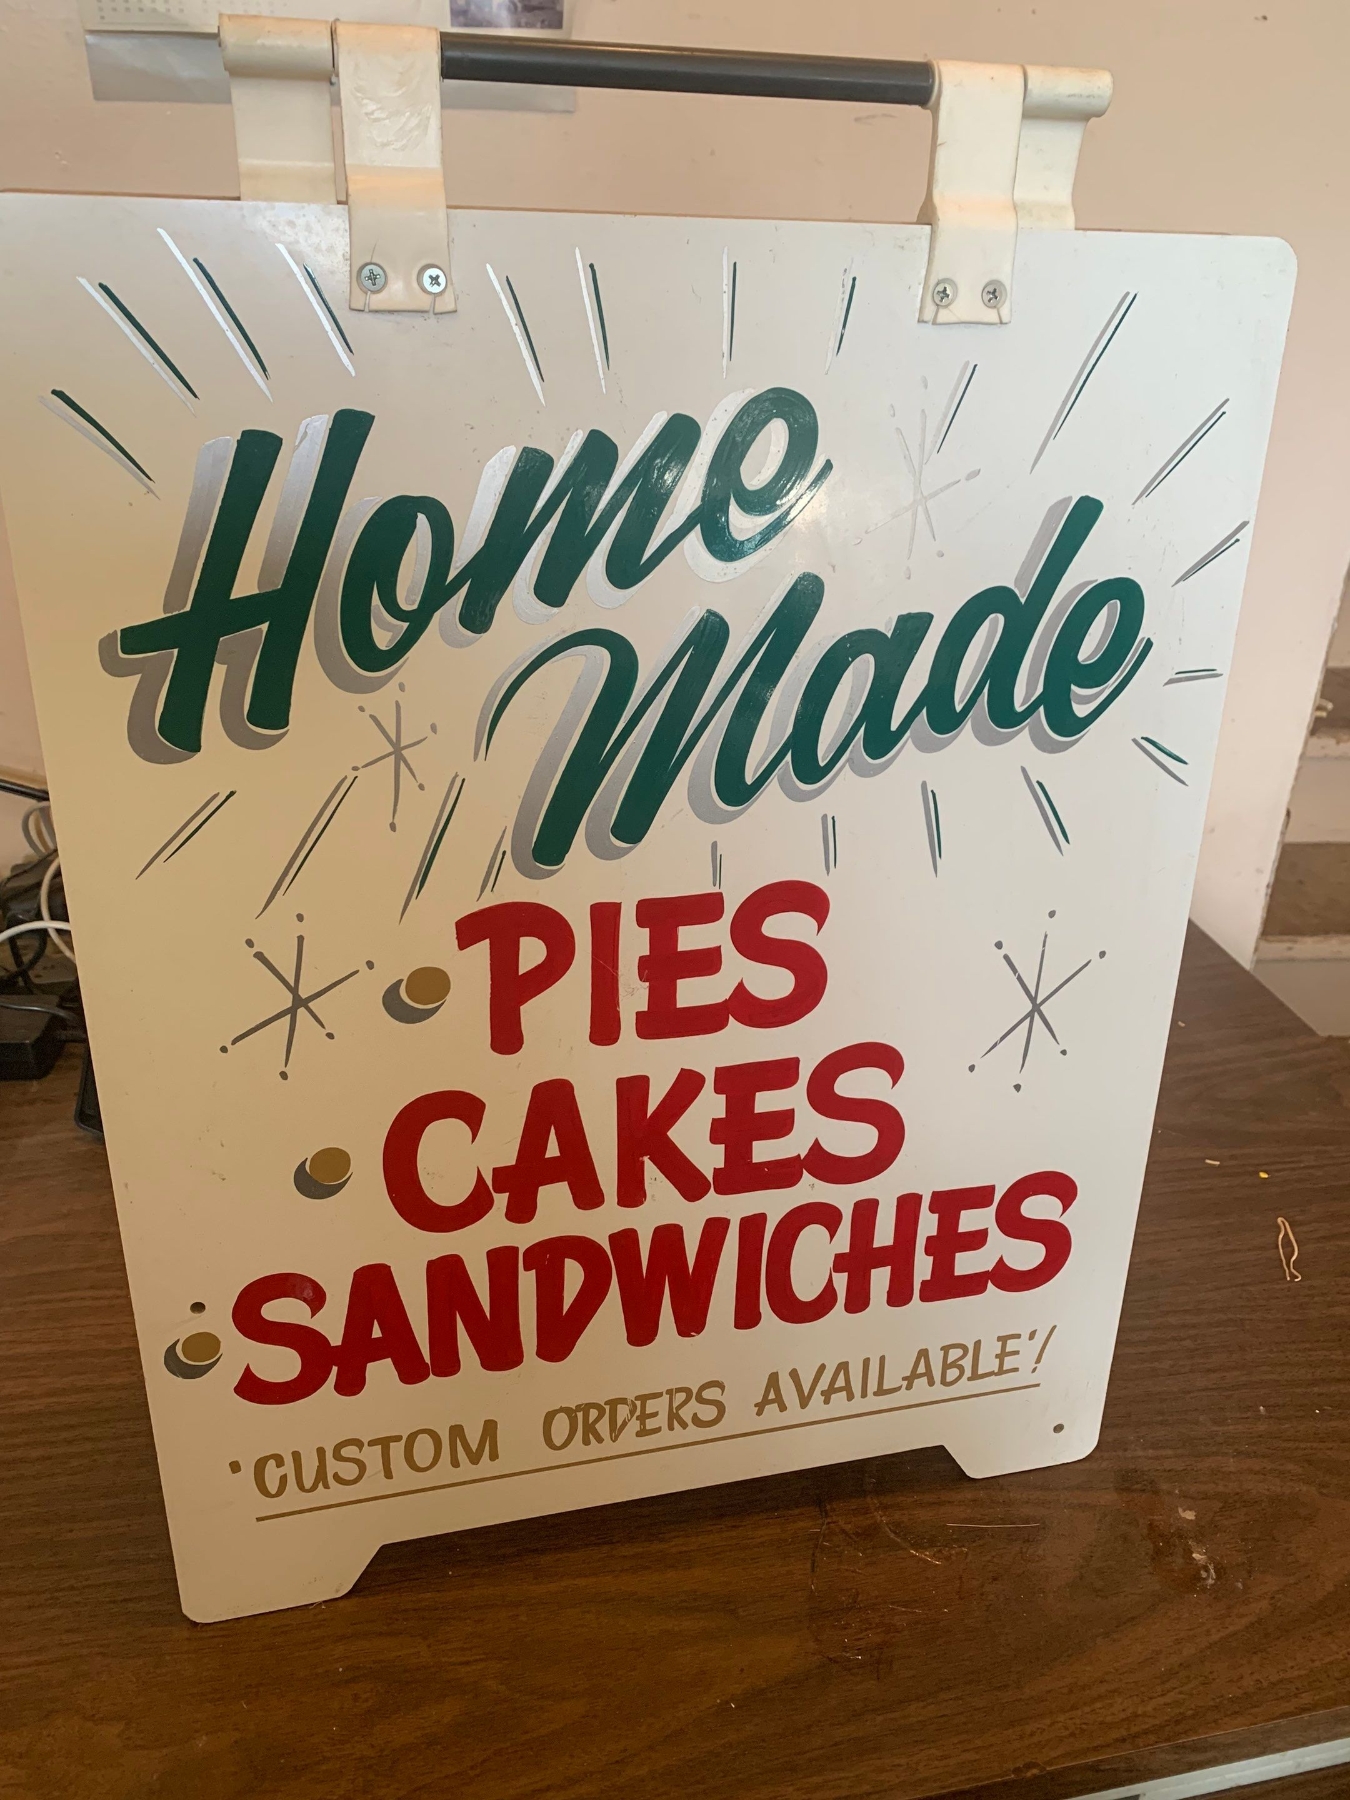 Home
Made
PIES
CAKES
SANDWICHES
'CUSTOM ORDERS AVAILABLE'!